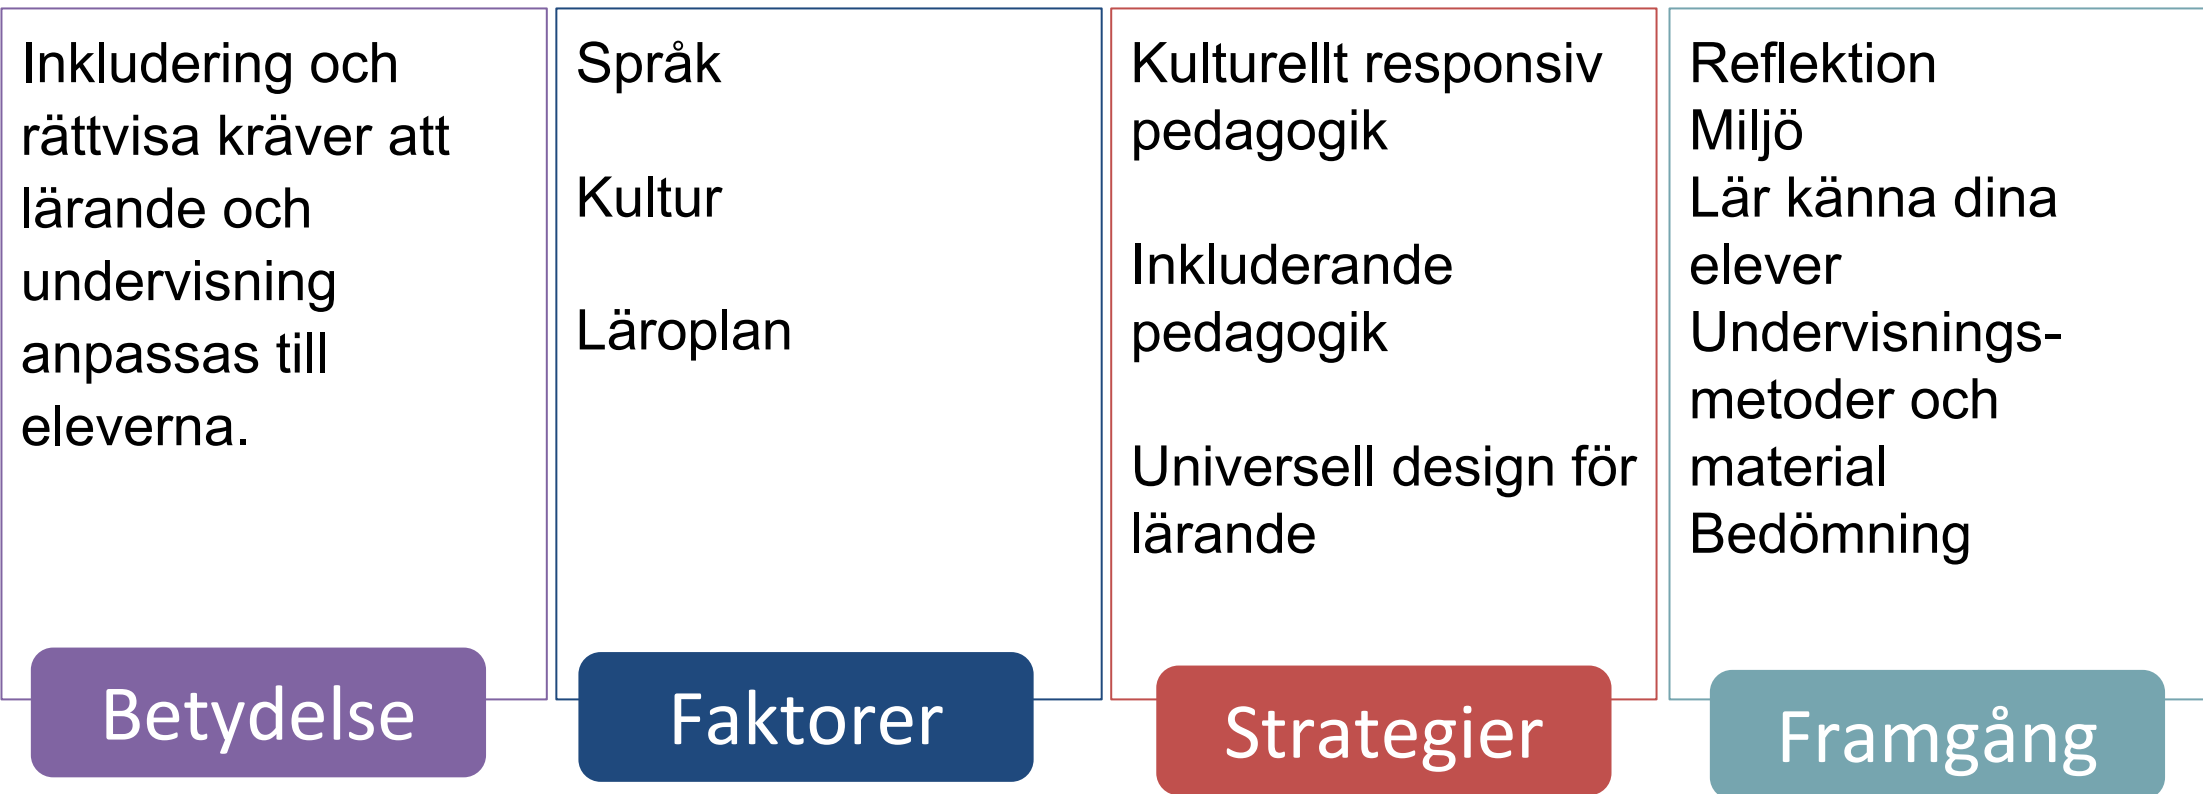 Inkludering och
rättvisa kräver att
lärande och
undervisning
anpassas till
eleverna.
Betydelse
Språk
Kultur
Läroplan
Faktorer
Kulturellt responsiv
pedagogik
Inkluderande
pedagogik
Universell design för
lärande
Strategier
Reflektion
Miljö
Lär känna dina
elever
Undervisnings-
metoder och
material
Bedömning
Framgång